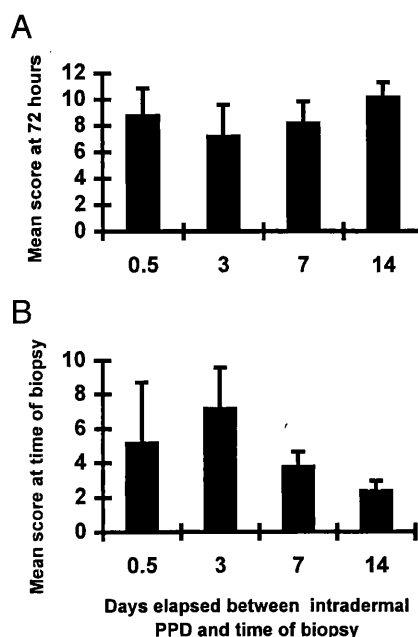 A
Mean score at 72 hours
12
10
8
6
4
2
0
0.5 3 7 14
B
Mean score at time of biopsy
10
8
6
4
2
0
0.5 3 7 14
Days elapsed between intradermal
PPD and time of biopsy